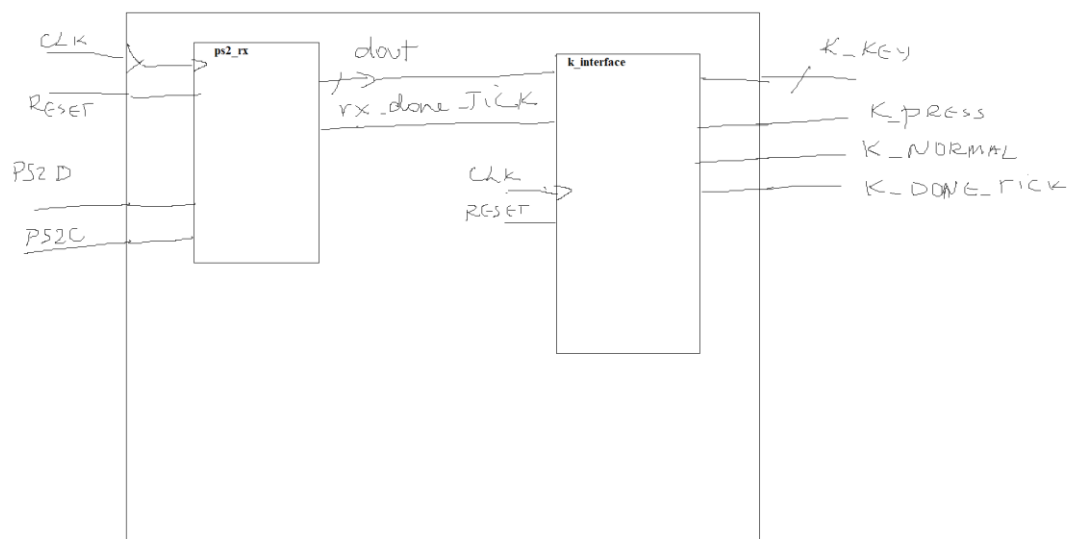 CLK
RESET
PS2D
PS2C
ps2_rx
dout
rx_done_TICK
k_interface
CLK
RESET
K_KEY
K_PRESS
K_NORMAL
K_DONE_TICK